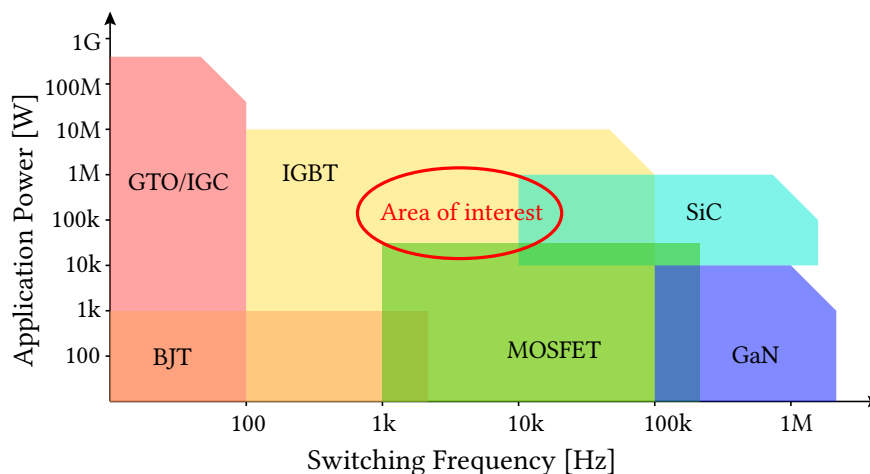 Application Power [W]
1G
100M
10M
1M
100k
10k
1k
100
GTO/IGC
IGBT
Area of interest
SiC
BJT
MOSFET
GaN
100
1k
10k
100k
1M
Switching Frequency [Hz]